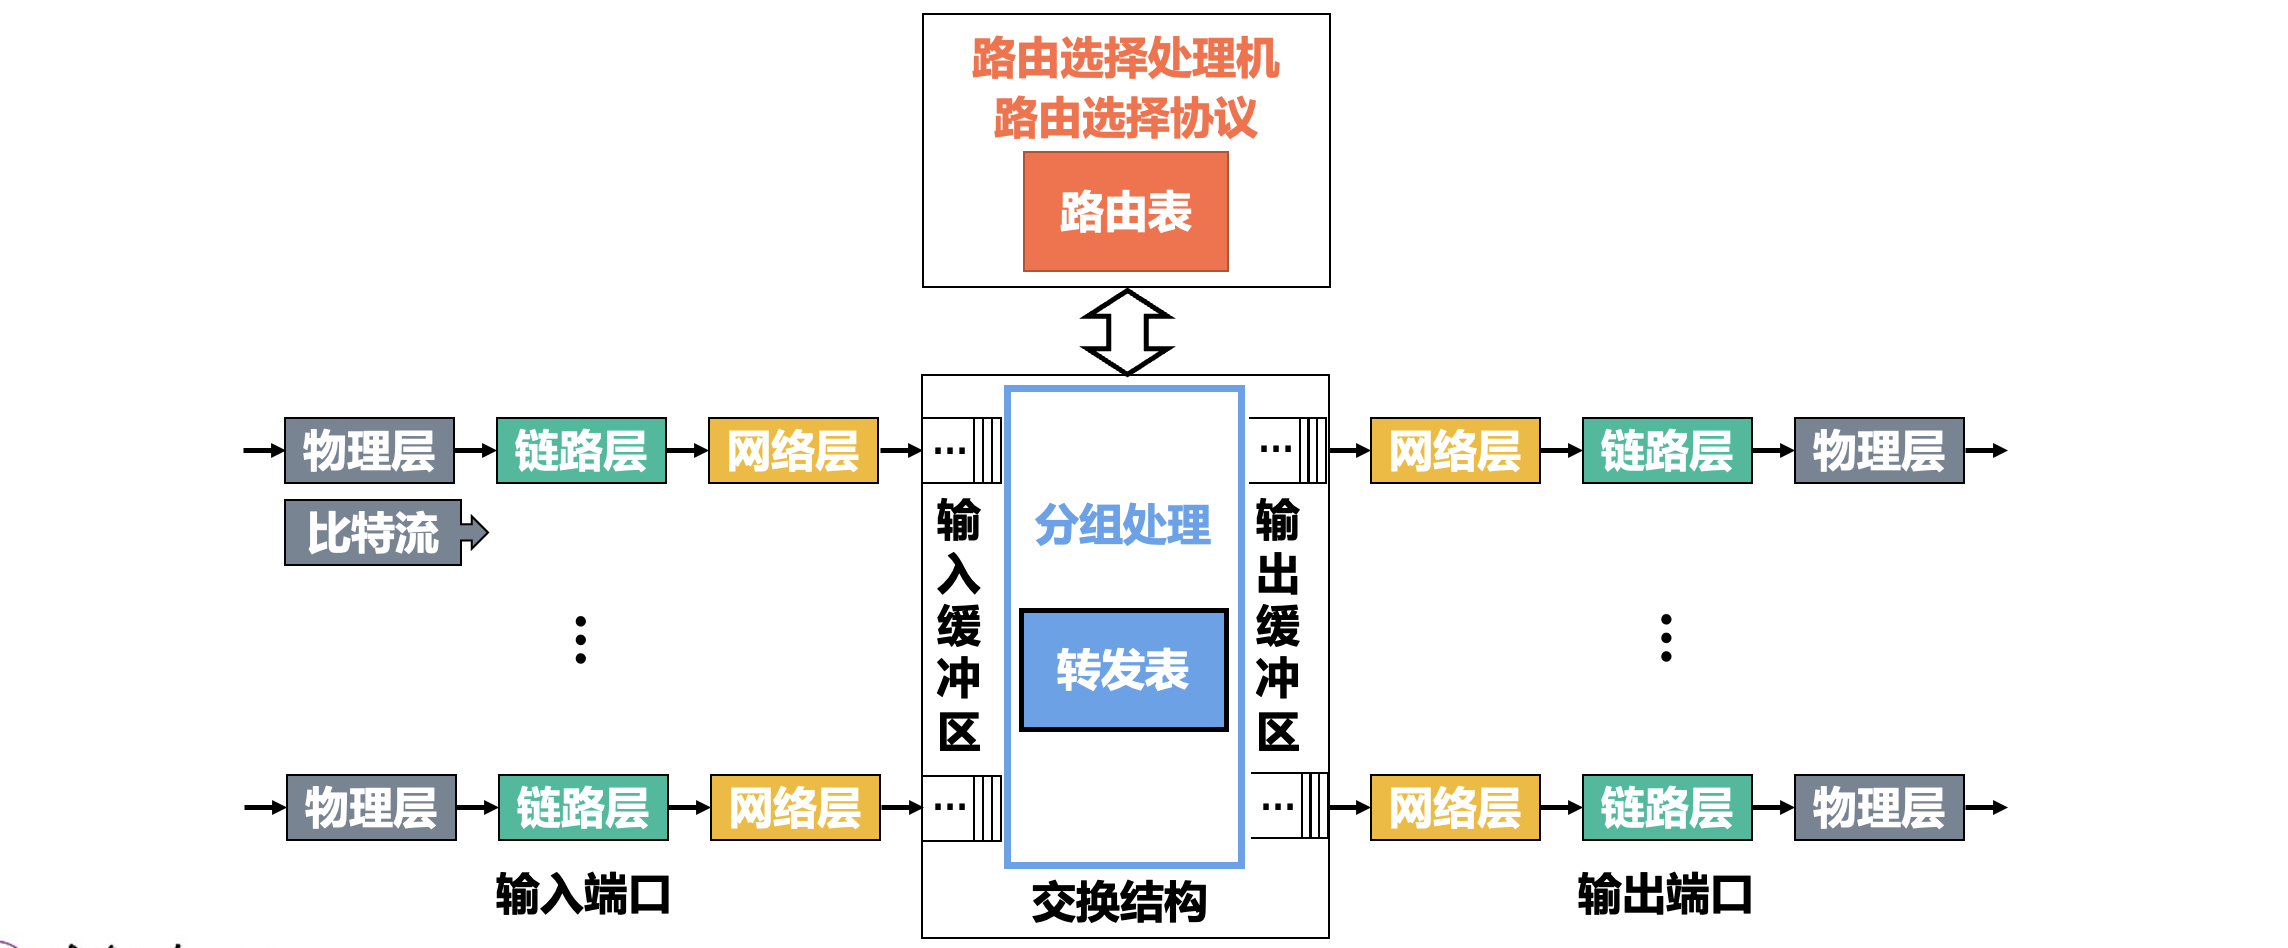 路由选择处理机
路由选择协议
路由表
物理层
链路层
网络层
...
...
网络层
链路层
物理层
比特流
输入缓冲区
分组处理
转发表
输出缓冲区
物理层
链路层
网络层
...
...
网络层
链路层
物理层
输入端口
交换结构
输出端口